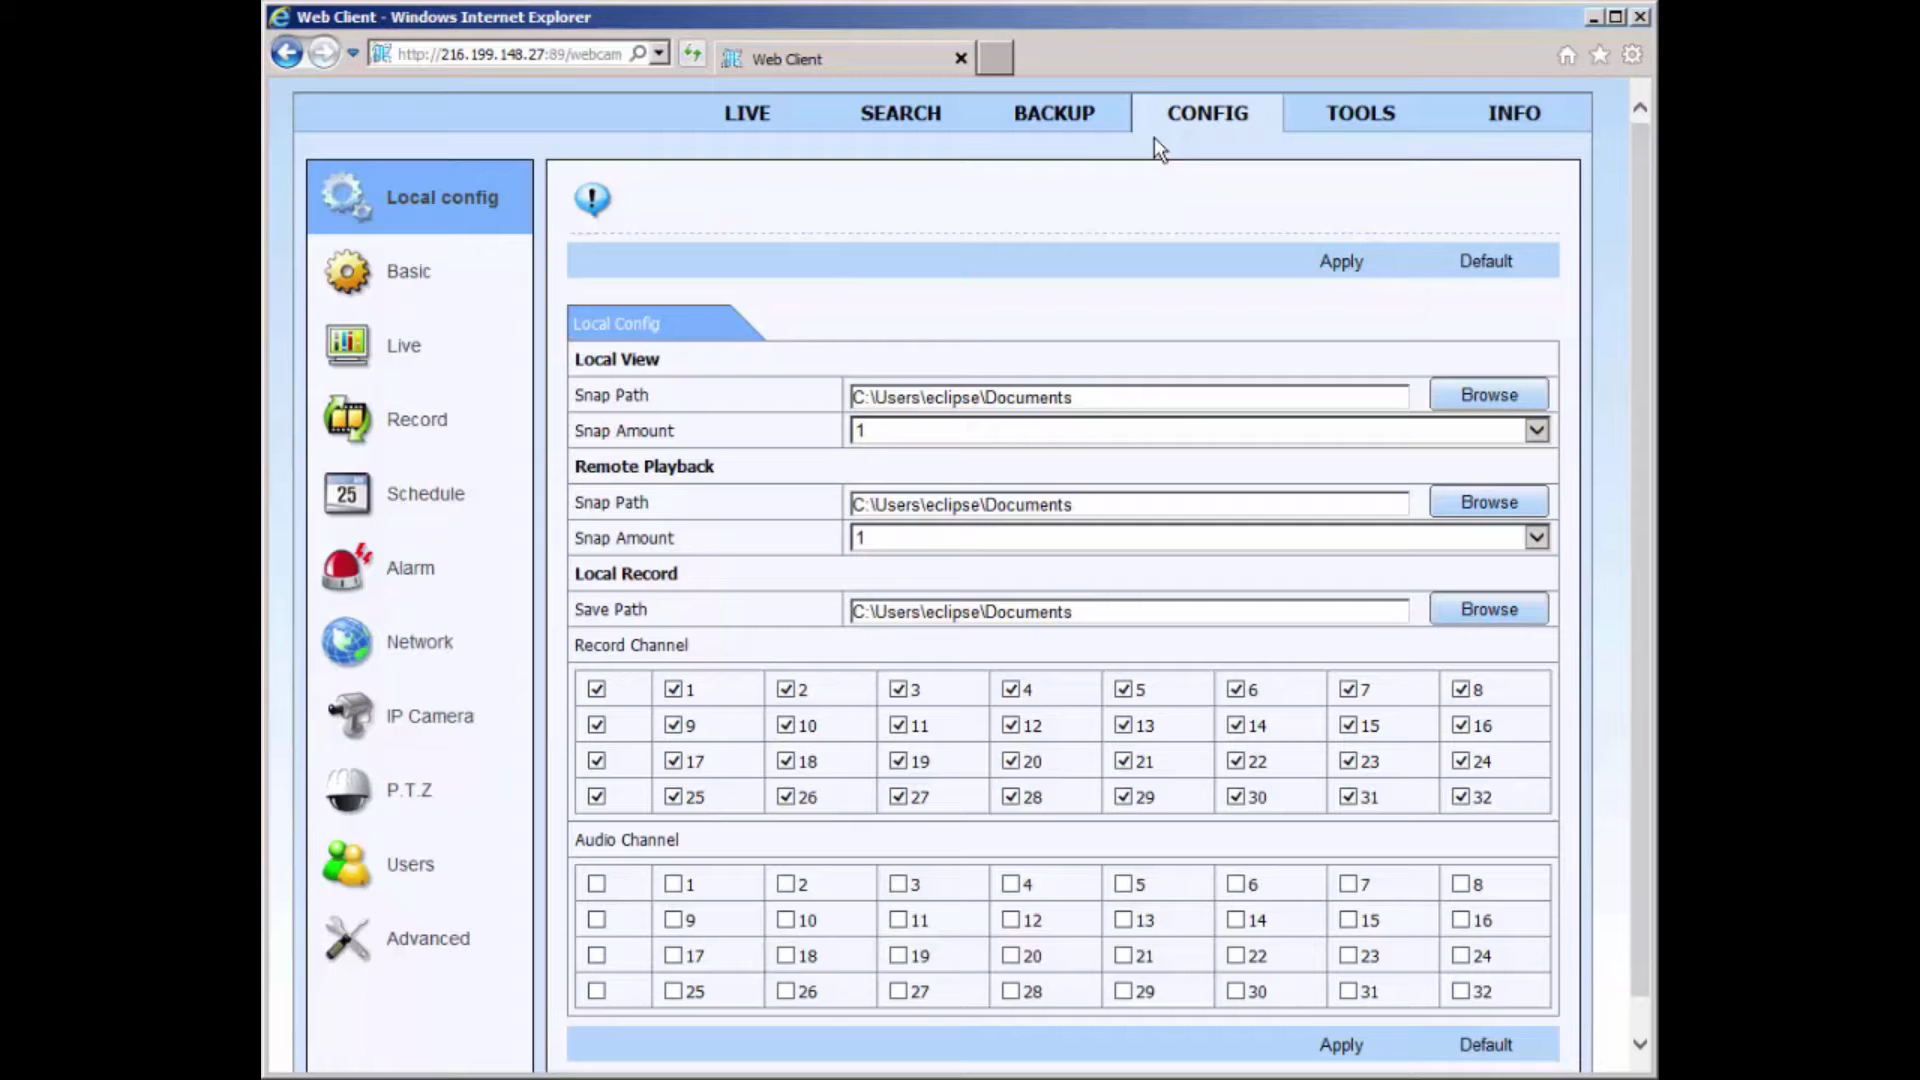 Web Client - Windows Internet Explorer
http://216.199.148.27:89/webcam
Web Client
LIVE SEARCH BACKUP CONFIG TOOLS INFO
Local config
Basic
Live
Record
25
Schedule
Alarm
Network
IP Camera
P.T.Z
Users
Advanced
Apply Default
Local Config
Local View
Snap Path C:\Users\eclipse\Documents Browse
Snap Amount 1
Remote Playback
Snap Path C:\Users\eclipse\Documents Browse
Snap Amount 1
Local Record
Save Path C:\Users\eclipse\Documents Browse
Record Channel
1 2 3 4 5 6 7 8
9 10 11 12 13 14 15 16
17 18 19 20 21 22 23 24
25 26 27 28 29 30 31 32
Audio Channel
1 2 3 4 5 6 7 8
9 10 11 12 13 14 15 16
17 18 19 20 21 22 23 24
25 26 27 28 29 30 31 32
Apply Default